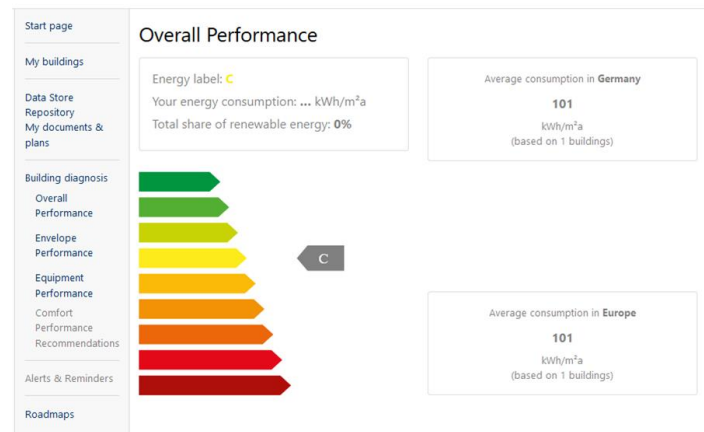 Start page
My buildings
Data Store
Repository
My documents &
plans
Building diagnosis
Overall
Performance
Envelope
Performance
Equipment
Performance
Comfort
Performance
Recommendations
Alerts & Reminders
Roadmaps
Overall Performance
Energy label: C
Your energy consumption: ... kWh/m²a
Total share of renewable energy: 0%
C
Average consumption in Germany
101
kWh/m²a
(based on 1 buildings)
Average consumption in Europe
101
kWh/m²a
(based on 1 buildings)